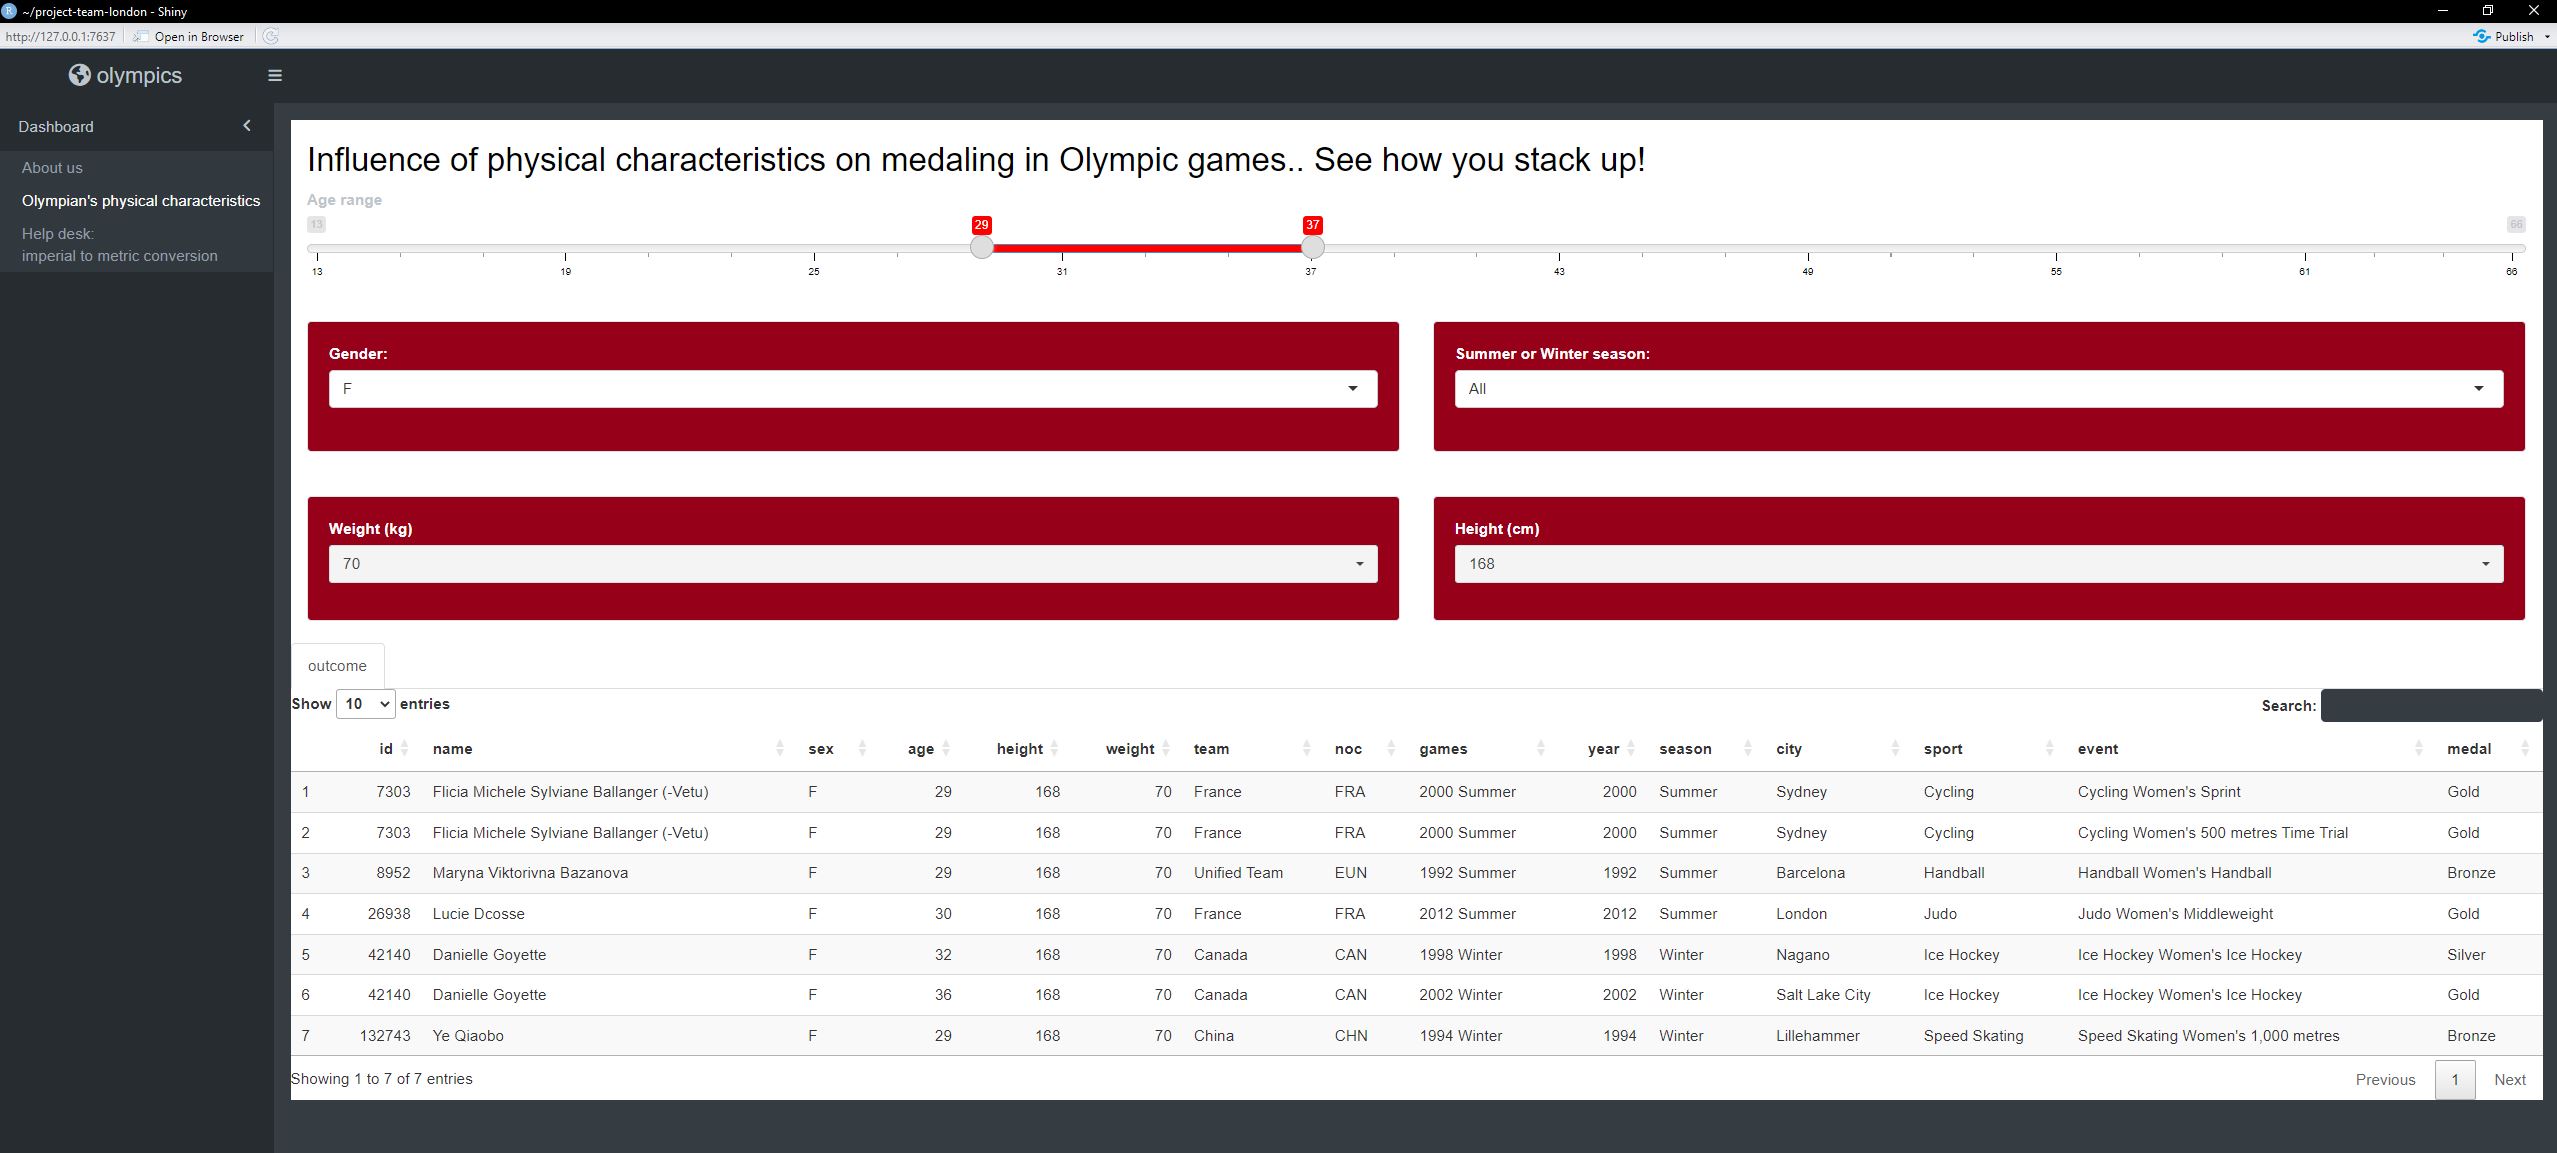 ~/project-team-london - Shiny
http://127.0.0.1:7637 Open in Browser Publish
olympics
Dashboard
About us
Olympian's physical characteristics
Help desk:
imperial to metric conversion
Influence of physical characteristics on medaling in Olympic games.. See how you stack up!
Age range
13 29 37 66
13 19 25 31 37 43 49 55 61 66
Gender: Summer or Winter season:
F All
Weight (kg) Height (cm)
70 168
outcome
Show 10 entries Search:
id name sex age height weight team noc games year season city sport event medal
1 7303 Flicia Michele Sylviane Ballanger (-Vetu) F 29 168 70 France FRA 2000 Summer 2000 Summer Sydney Cycling Cycling Women's Sprint Gold
2 7303 Flicia Michele Sylviane Ballanger (-Vetu) F 29 168 70 France FRA 2000 Summer 2000 Summer Sydney Cycling Cycling Women's 500 metres Time Trial Gold
3 8952 Maryna Viktorivna Bazanova F 29 168 70 Unified Team EUN 1992 Summer 1992 Summer Barcelona Handball Handball Women's Handball Bronze
4 26938 Lucie Dcosse F 30 168 70 France FRA 2012 Summer 2012 Summer London Judo Judo Women's Middleweight Gold
5 42140 Danielle Goyette F 32 168 70 Canada CAN 1998 Winter 1998 Winter Nagano Ice Hockey Ice Hockey Women's Ice Hockey Silver
6 42140 Danielle Goyette F 36 168 70 Canada CAN 2002 Winter 2002 Winter Salt Lake City Ice Hockey Ice Hockey Women's Ice Hockey Gold
7 132743 Ye Qiaobo F 29 168 70 China CHN 1994 Winter 1994 Winter Lillehammer Speed Skating Speed Skating Women's 1,000 metres Bronze
Showing 1 to 7 of 7 entries Previous 1 Next